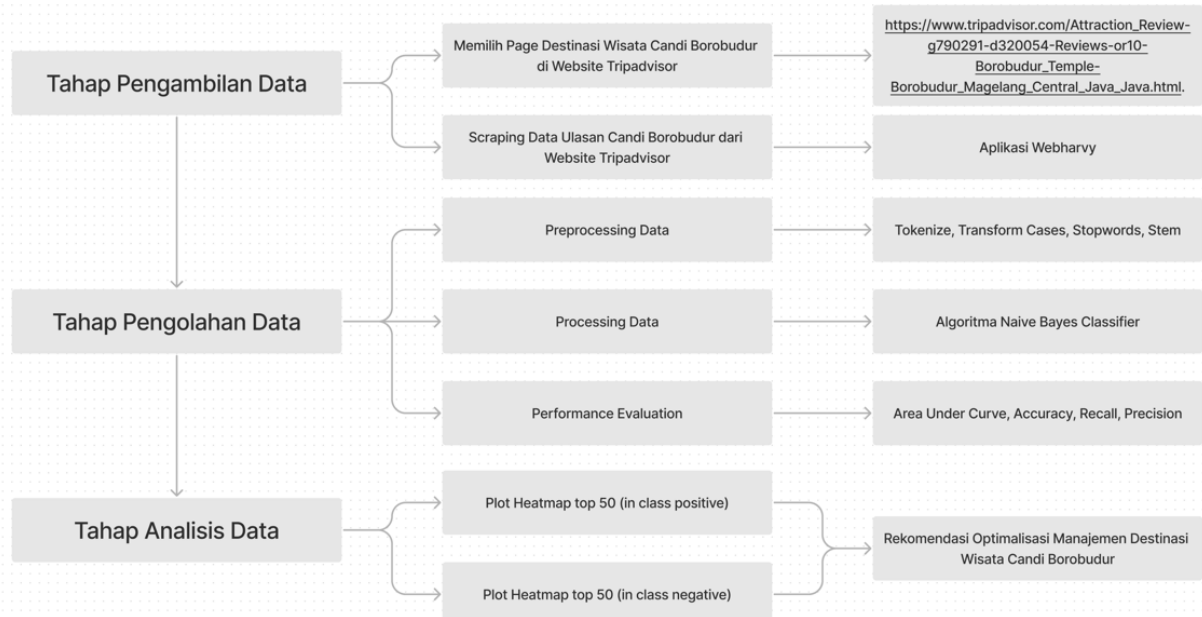 Tahap Pengambilan Data
Memilih Page Destinasi Wisata Candi Borobudur
di Website Tripadvisor
https://www.tripadvisor.com/Attraction_Review-
g790291-d320054-Reviews-or10-
Borobudur_Temple-
Borobudur_Magelang_Central_Java_Java.html.
Scraping Data Ulasan Candi Borobudur dari
Website Tripadvisor
Aplikasi Webharvy
Tahap Pengolahan Data
Preprocessing Data
Tokenize, Transform Cases, Stopwords, Stem
Processing Data
Algoritma Naive Bayes Classifier
Performance Evaluation
Area Under Curve, Accuracy, Recall, Precision
Tahap Analisis Data
Plot Heatmap top 50 (in class positive)
Plot Heatmap top 50 (in class negative)
Rekomendasi Optimalisasi Manajemen Destinasi
Wisata Candi Borobudur